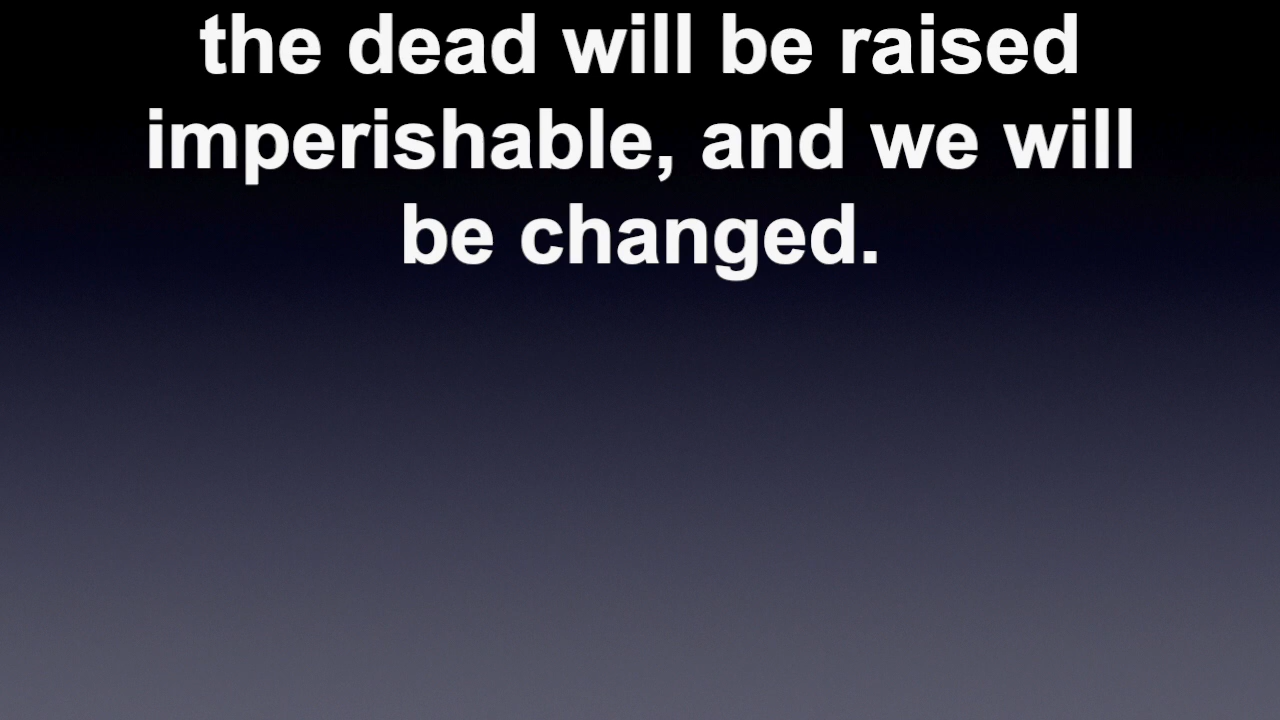 the dead will be raised
imperishable, and we will
be changed.